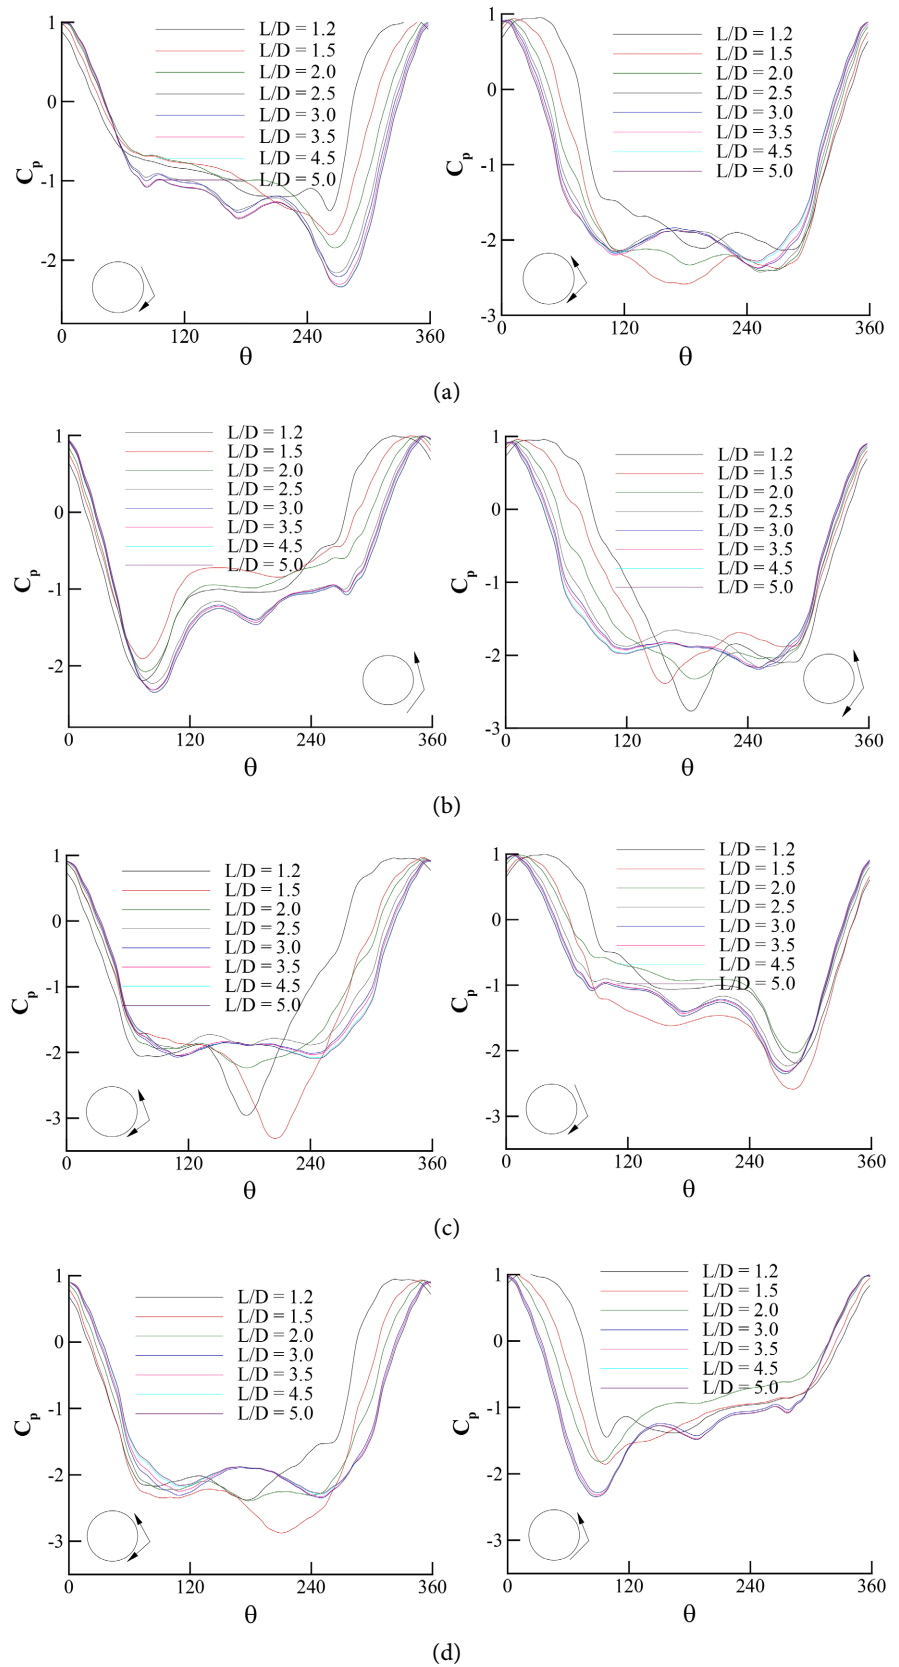 1
0
-1
-2
Cp
0
120
240
360
θ
L/D = 1.2
L/D = 1.5
L/D = 2.0
L/D = 2.5
L/D = 3.0
L/D = 3.5
L/D = 4.5
L/D = 5.0
1
0
-1
-2
-3
Cp
0
120
240
360
θ
L/D = 1.2
L/D = 1.5
L/D = 2.0
L/D = 2.5
L/D = 3.0
L/D = 3.5
L/D = 4.5
L/D = 5.0
(a)
1
0
-1
-2
Cp
0
120
240
360
θ
L/D = 1.2
L/D = 1.5
L/D = 2.0
L/D = 2.5
L/D = 3.0
L/D = 3.5
L/D = 4.5
L/D = 5.0
1
0
-1
-2
-3
Cp
0
120
240
360
θ
L/D = 1.2
L/D = 1.5
L/D = 2.0
L/D = 2.5
L/D = 3.0
L/D = 3.5
L/D = 4.5
L/D = 5.0
(b)
1
0
-1
-2
-3
Cp
0
120
240
360
θ
L/D = 1.2
L/D = 1.5
L/D = 2.0
L/D = 2.5
L/D = 3.0
L/D = 3.5
L/D = 4.5
L/D = 5.0
1
0
-1
-2
-3
Cp
0
120
240
360
θ
L/D = 1.2
L/D = 1.5
L/D = 2.0
L/D = 2.5
L/D = 3.0
L/D = 3.5
L/D = 4.5
L/D = 5.0
(c)
1
0
-1
-2
-3
Cp
0
120
240
360
θ
L/D = 1.2
L/D = 1.5
L/D = 2.0
L/D = 3.0
L/D = 3.5
L/D = 4.5
L/D = 5.0
1
0
-1
-2
-3
Cp
0
120
240
360
θ
L/D = 1.2
L/D = 1.5
L/D = 2.0
L/D = 3.0
L/D = 3.5
L/D = 4.5
L/D = 5.0
(d)